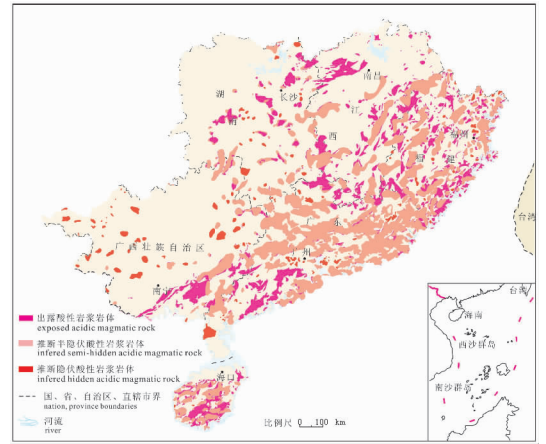 南昌
湖
长沙
南
江
西
福州
福
建
台湾
广西壮族自治区
广州
东
南宁
海口
出露酸性岩浆岩体
exposed acidic magmatic rock
推断半隐伏酸性岩浆岩体
infered semi-hidden acidic magmatic rock
推断隐伏酸性岩浆岩体
infered hidden acidic magmatic rock
国、省、自治区、直辖市界
nation, province boundaries
河流
river
比例尺 0 100 km
台湾
海南
西沙群岛
南沙群岛